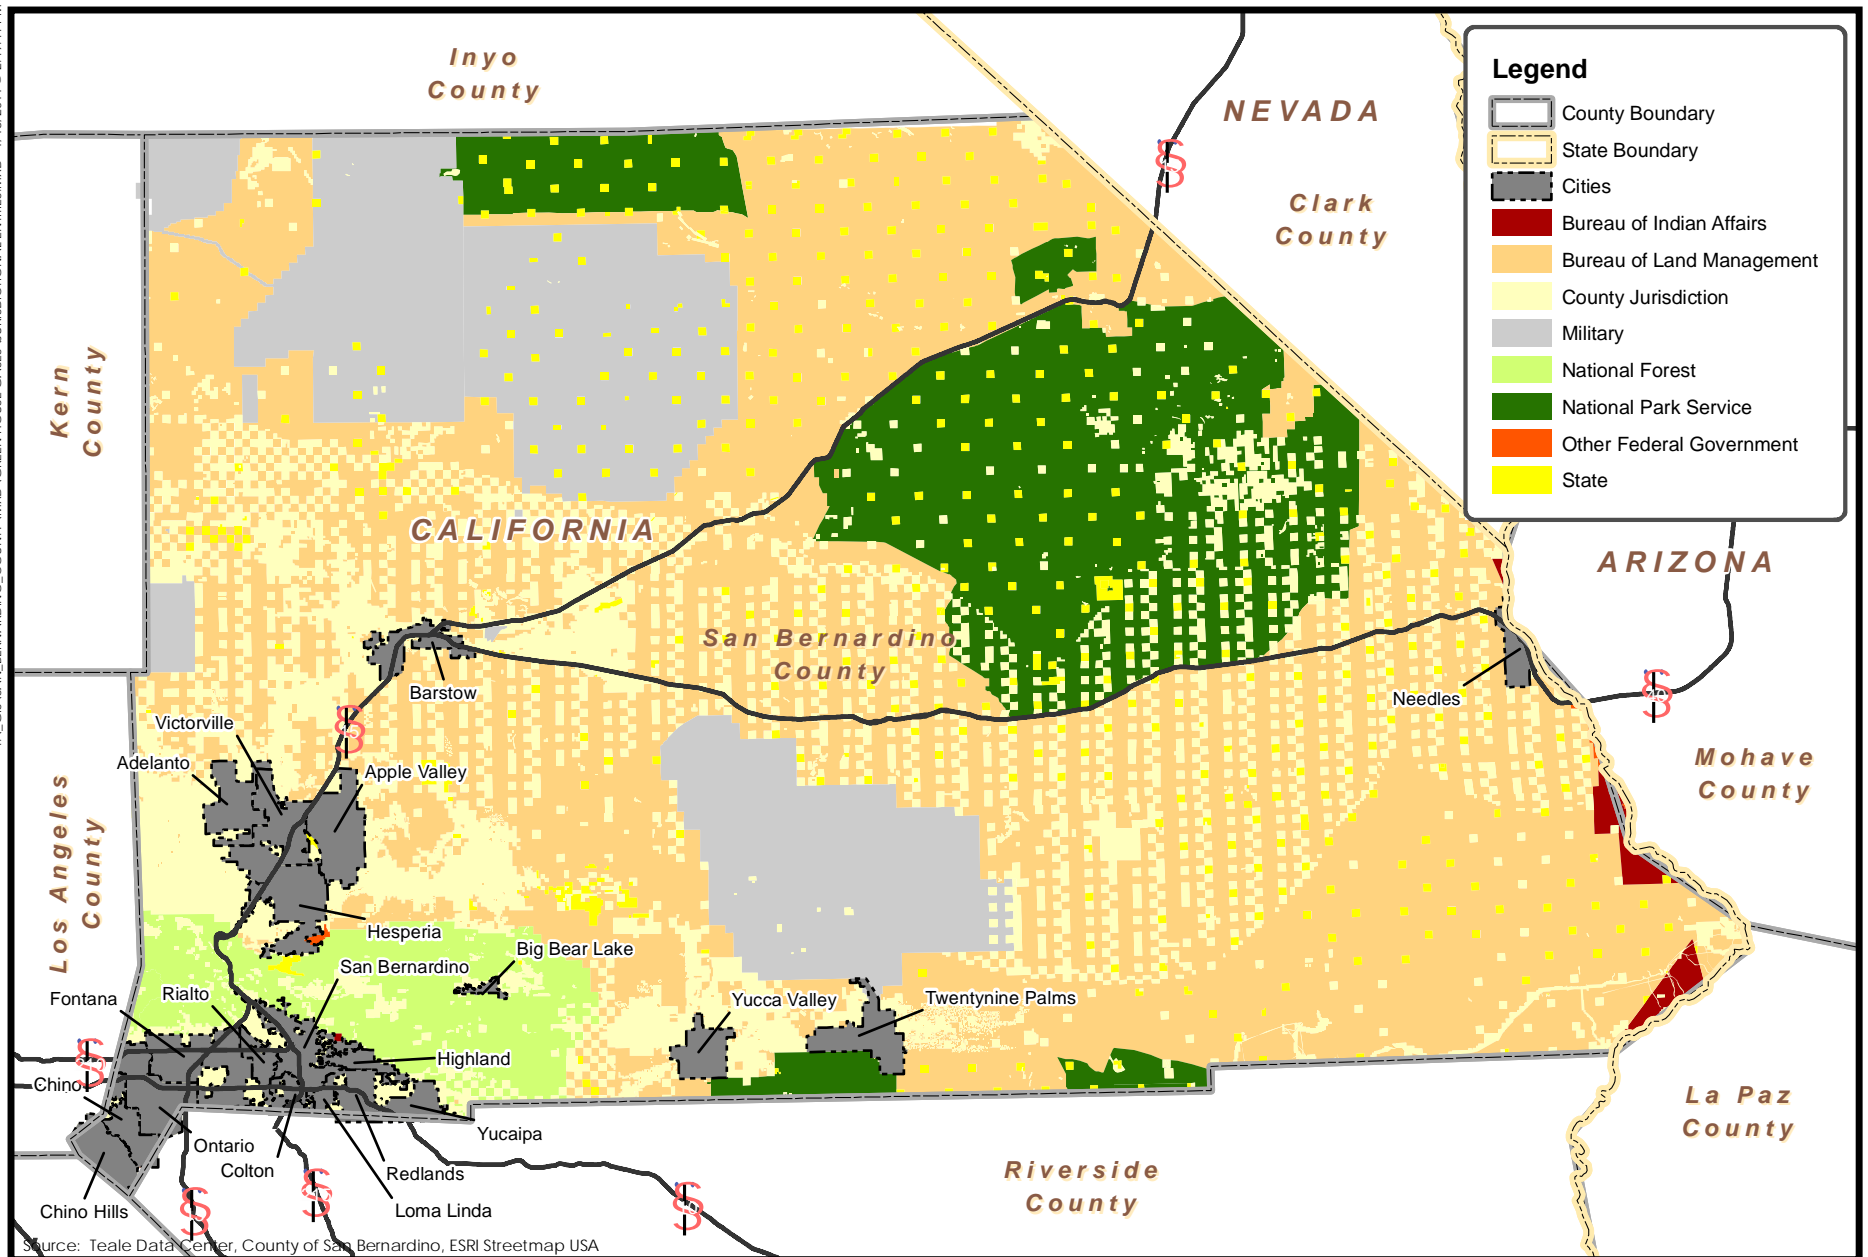 Inyo
County
NEVADA
Clark
County
Legend
County Boundary
State Boundary
Cities
Bureau of Indian Affairs
Bureau of Land Management
County Jurisdiction
Military
National Forest
National Park Service
Other Federal Government
State
Kern
County
CALIFORNIA
ARIZONA
San Bernardino
County
Barstow
Needles
Victorville
Adelanto
Apple Valley
Mohave
County
Los Angeles
County
Hesperia
Big Bear Lake
San Bernardino
Fontana
Rialto
Yucca Valley
Twentynine Palms
Highland
Chino
La Paz
County
Yucaipa
Ontario
Colton
Redlands
Riverside
County
Chino Hills
Loma Linda
Source: Teale Data Center, County of San Bernardino, ESRI Streetmap USA